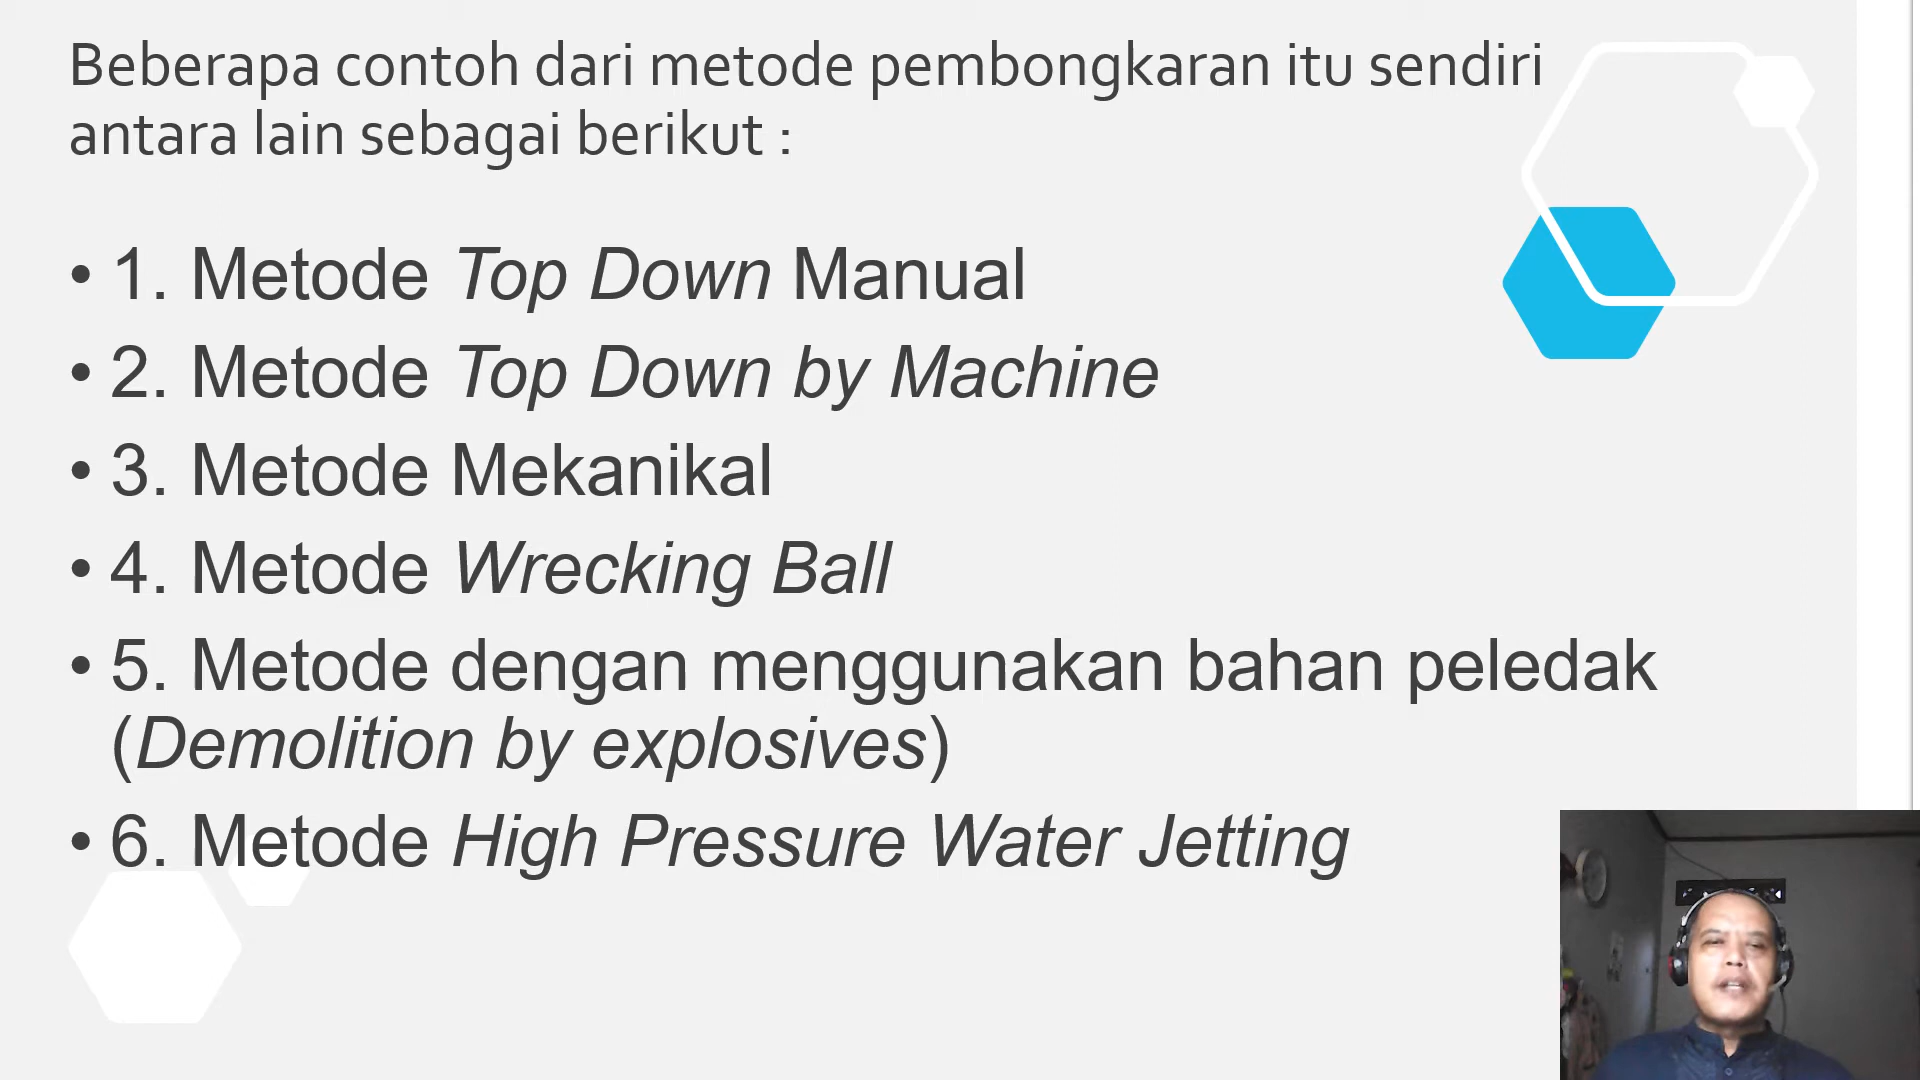 Beberapa contoh dari metode pembongkaran itu sendiri
antara lain sebagai berikut :
• 1. Metode Top Down Manual
• 2. Metode Top Down by Machine
• 3. Metode Mekanikal
• 4. Metode Wrecking Ball
• 5. Metode dengan menggunakan bahan peledak
(Demolition by explosives)
• 6. Metode High Pressure Water Jetting